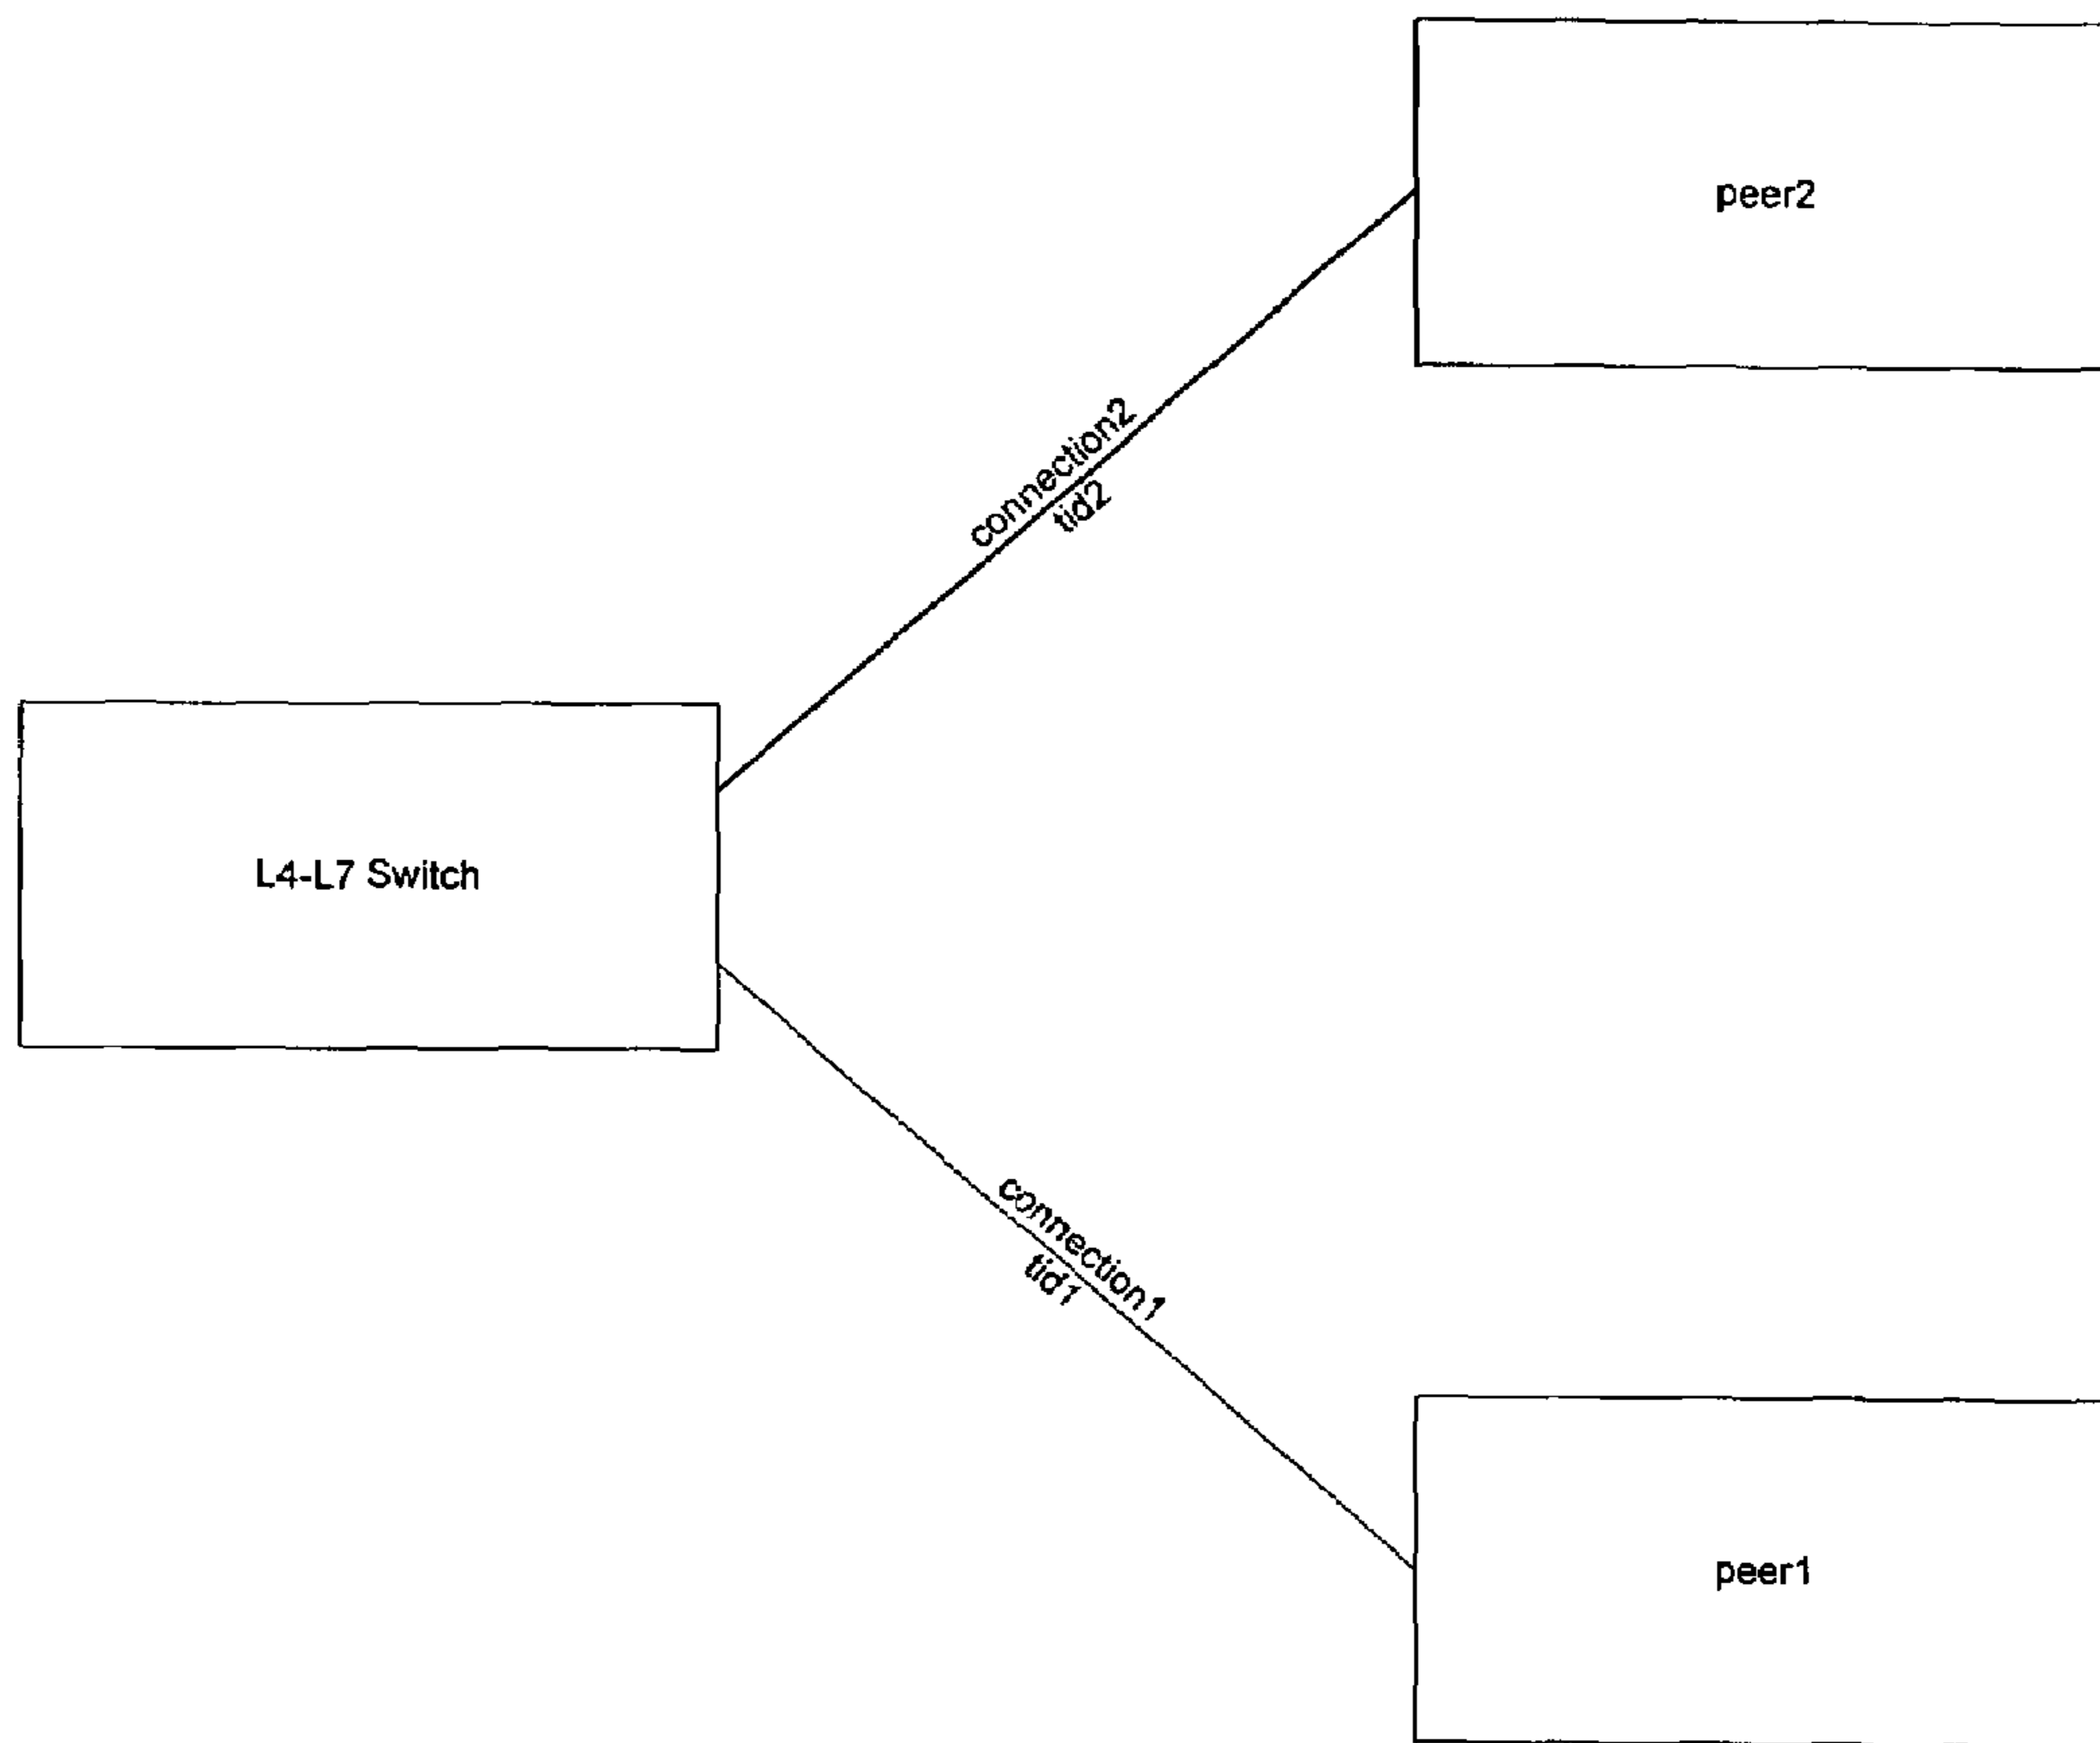 peer2
connection2
tid2
L4-L7 Switch
connection1
tid1
peer1